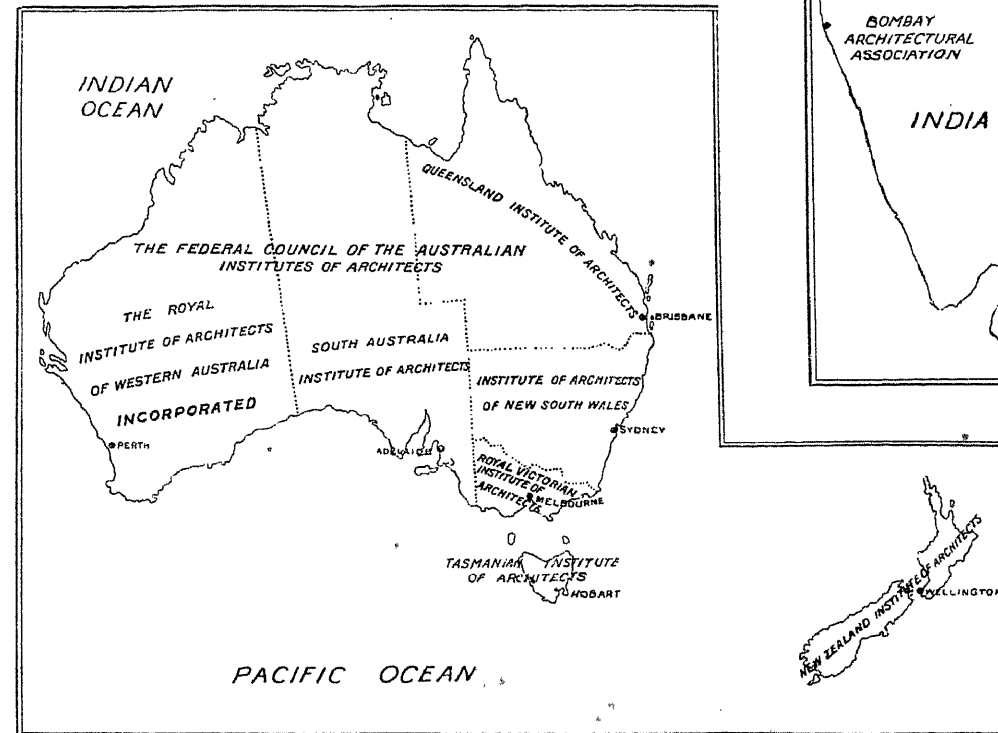 INDIAN
OCEAN
QUEENSLAND INSTITUTE OF ARCHITECTS
THE FEDERAL COUNCIL OF THE AUSTRALIAN
INSTITUTES OF ARCHITECTS
BRISBANE
THE ROYAL
INSTITUTE OF ARCHITECTS
OF WESTERN AUSTRALIA
INCORPORATED
PERTH
SOUTH AUSTRALIA
INSTITUTE OF ARCHITECTS
ADELAIDE
INSTITUTE OF ARCHITECTS
OF NEW SOUTH WALES
SYDNEY
ROYAL VICTORIAN
INSTITUTE OF
ARCHITECTS
MELBOURNE
TASMANIAN INSTITUTE
OF ARCHITECTS
HOBART
PACIFIC OCEAN
BOMBAY
ARCHITECTURAL
ASSOCIATION
INDIA
NEW ZEALAND INSTITUTE OF ARCHITECTS
WELLINGTON